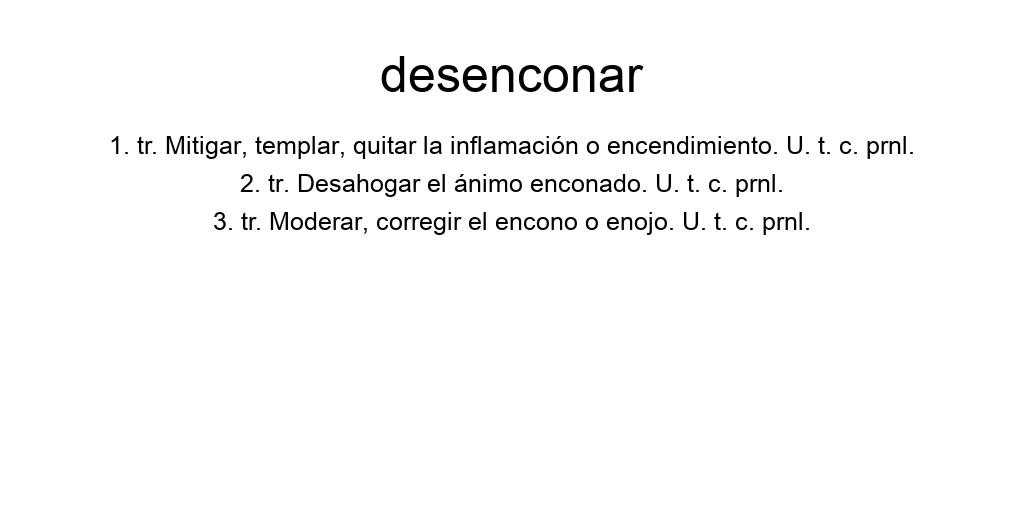 desenconar
1. tr. Mitigar, templar, quitar la inflamación o encendimiento. U. t. c. prnl.
2. tr. Desahogar el ánimo enconado. U. t. c. prnl.
3. tr. Moderar, corregir el encono o enojo. U. t. c. prnl.